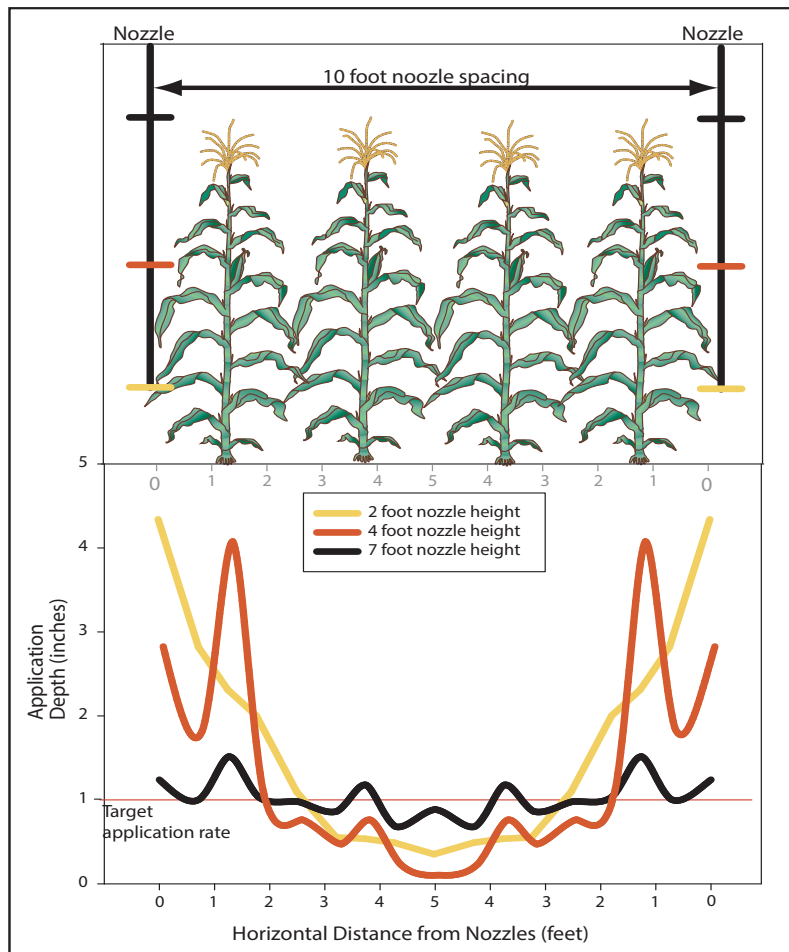 Nozzle Nozzle
10 foot noozle spacing
5
0 1 2 3 4 5 4 3 2 1 0
2 foot nozzle height
4 foot nozzle height
7 foot nozzle height
4
3
2
1
0
Application
Depth (inches)
Target
application rate
0 1 2 3 4 5 4 3 2 1 0
Horizontal Distance from Nozzles (feet)